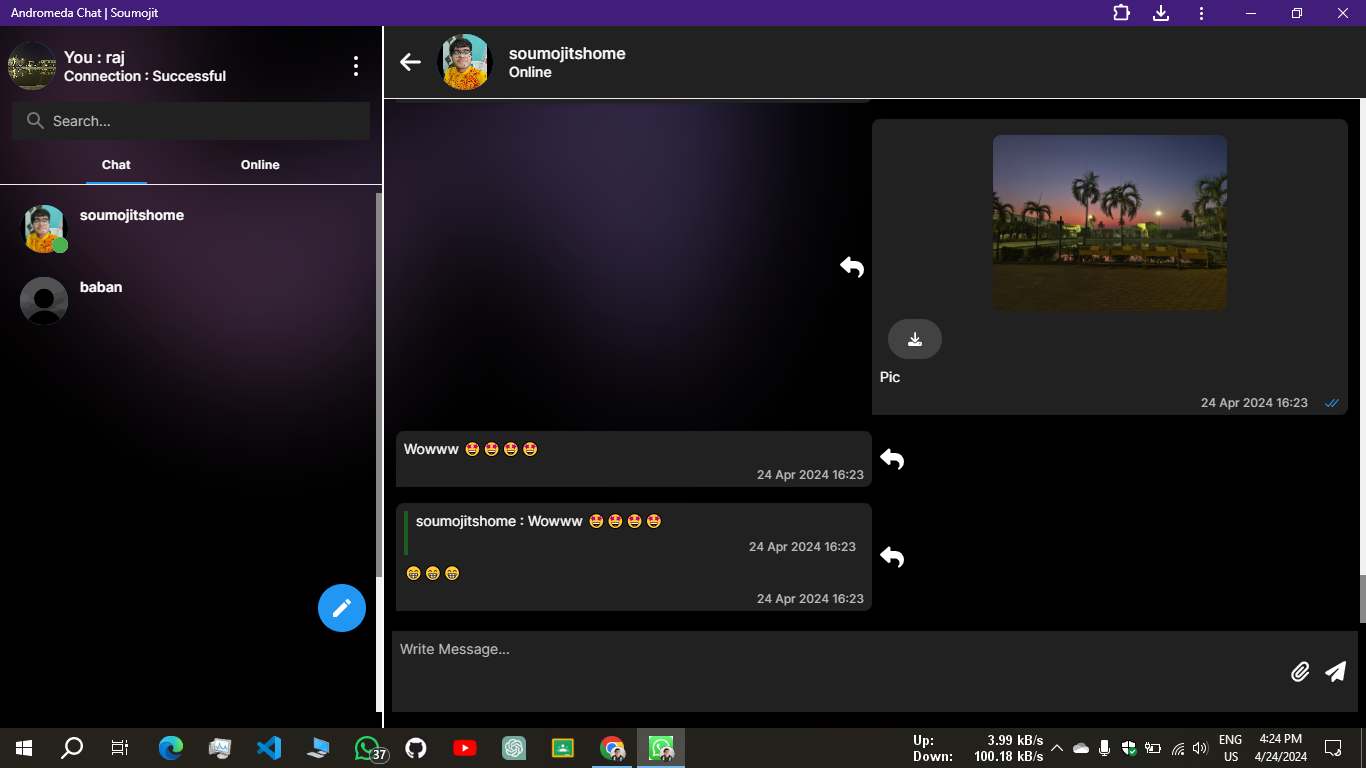 Andromeda Chat | Soumojit
You : raj
Connection : Successful
Search...
Chat
Online
soumojitshome
baban
soumojitshome
Online
Pic
24 Apr 2024 16:23
Wowww 🤩🤩🤩🤩
24 Apr 2024 16:23
soumojitshome : Wowww 🤩🤩🤩🤩
24 Apr 2024 16:23
😁😁😁
24 Apr 2024 16:23
Write Message...
37
Up: 3.99 kB/s
Down: 100.18 kB/s
ENG
US
4:24 PM
4/24/2024